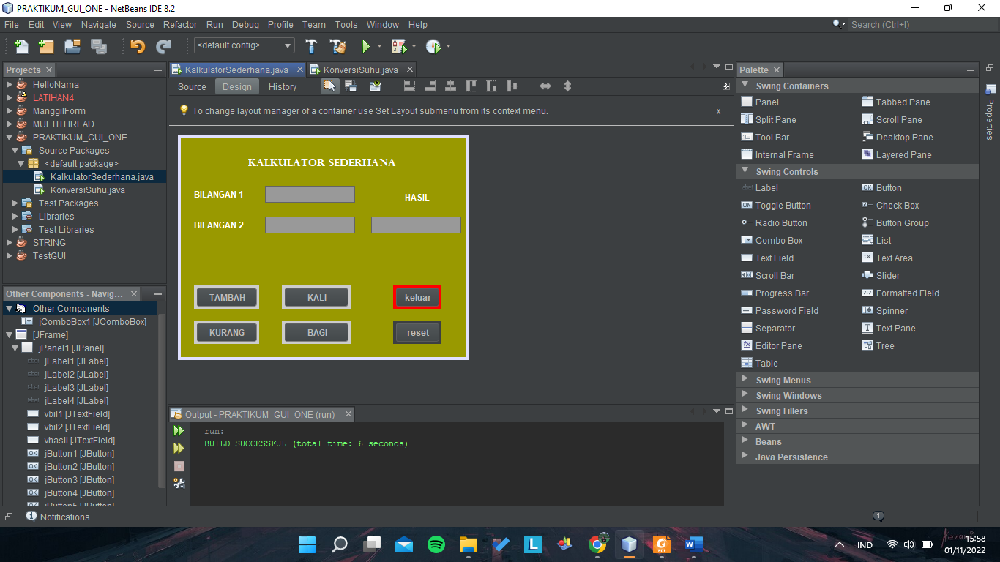 PRAKTIKUM_GUI_ONE - NetBeans IDE 8.2
File Edit View Navigate Source Refactor Run Debug Profile Team Tools Window Help
Search (Ctrl+I)
<default config>
Projects
HelloNama
LATIHAN4
ManggilForm
MULTITHREAD
PRAKTIKUM_GUI_ONE
Source Packages
<default package>
KalkulatorSederhana.java
KonversiSuhu.java
Test Packages
Libraries
Test Libraries
STRING
TestGUI
Other Components - Navig...
Other Components
jComboBox1 [JComboBox]
[JFrame]
jPanel1 [JPanel]
jLabel1 [JLabel]
jLabel2 [JLabel]
jLabel3 [JLabel]
jLabel4 [JLabel]
vbil1 [JTextField]
vbil2 [JTextField]
vhasil [JTextField]
jButton1 [JButton]
jButton2 [JButton]
jButton3 [JButton]
jButton4 [JButton]
jButton5 [JButton]
KalkulatorSederhana.java KonversiSuhu.java
Source Design History
To change layout manager of a container use Set Layout submenu from its context menu. x
KALKULATOR SEDERHANA
BILANGAN 1
HASIL
BILANGAN 2
TAMBAH KALI keluar
KURANG BAGI reset
Output - PRAKTIKUM_GUI_ONE (run)
run:
BUILD SUCCESSFUL (total time: 6 seconds)
Palette
Swing Containers
Panel Tabbed Pane
Split Pane Scroll Pane
Tool Bar Desktop Pane
Internal Frame Layered Pane
Swing Controls
label Label OK Button
ON Toggle Button Check Box
Radio Button Button Group
Combo Box List
Text Field Text Area
Scroll Bar Slider
Progress Bar Formatted Field
Password Field Spinner
Separator Text Pane
Editor Pane Tree
Table
Swing Menus
Swing Windows
Swing Fillers
AWT
Beans
Java Persistence
Properties
Notifications
1
IND
15:58
01/11/2022